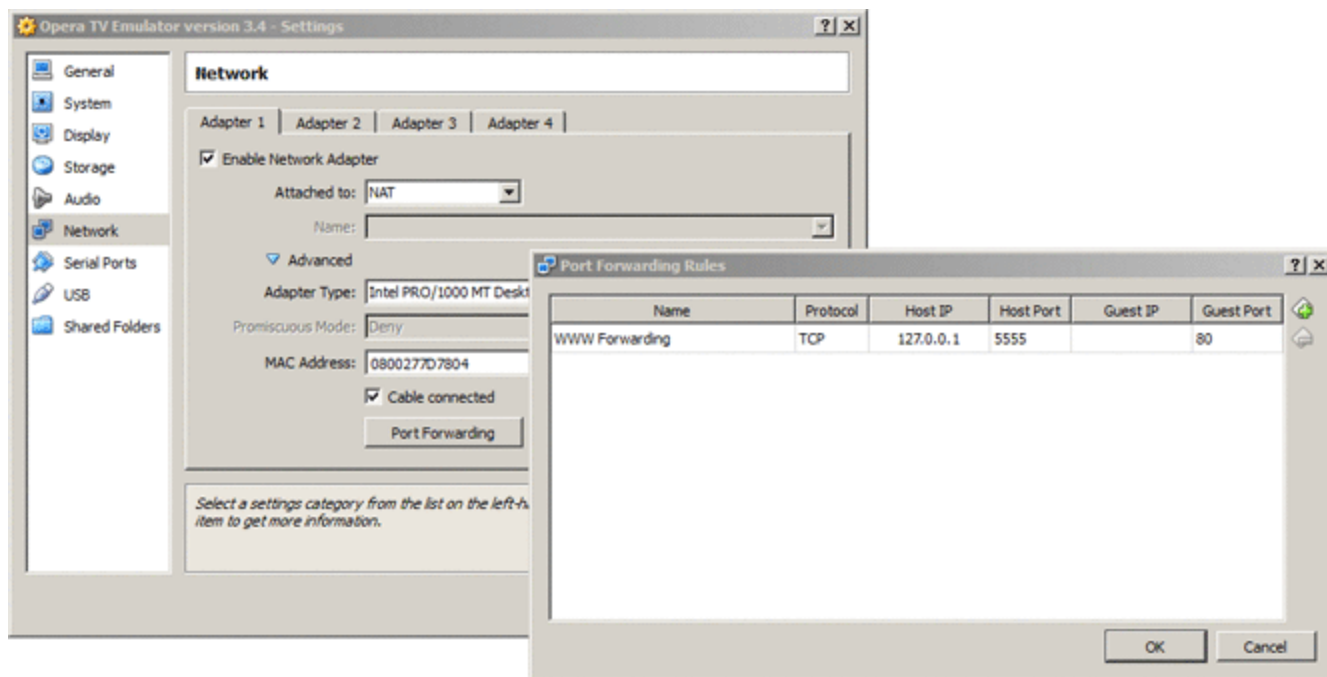 Opera TV Emulator version 3.4 - Settings
General
System
Display
Storage
Audio
Network
Serial Ports
USB
Shared Folders
Network
Adapter 1 Adapter 2 Adapter 3 Adapter 4
Enable Network Adapter
Attached to: NAT
Name:
Advanced
Adapter Type: Intel PRO/1000 MT
Promiscuous Mode: Deny
MAC Address: 0800277D7804
Cable connected
Port Forwarding
Select a settings category from the list on the
item to get more information.
Port Forwarding Rules
Name Protocol Host IP Host Port Guest IP Guest Port
WWW Forwarding TCP 127.0.0.1 5555 80
OK Cancel